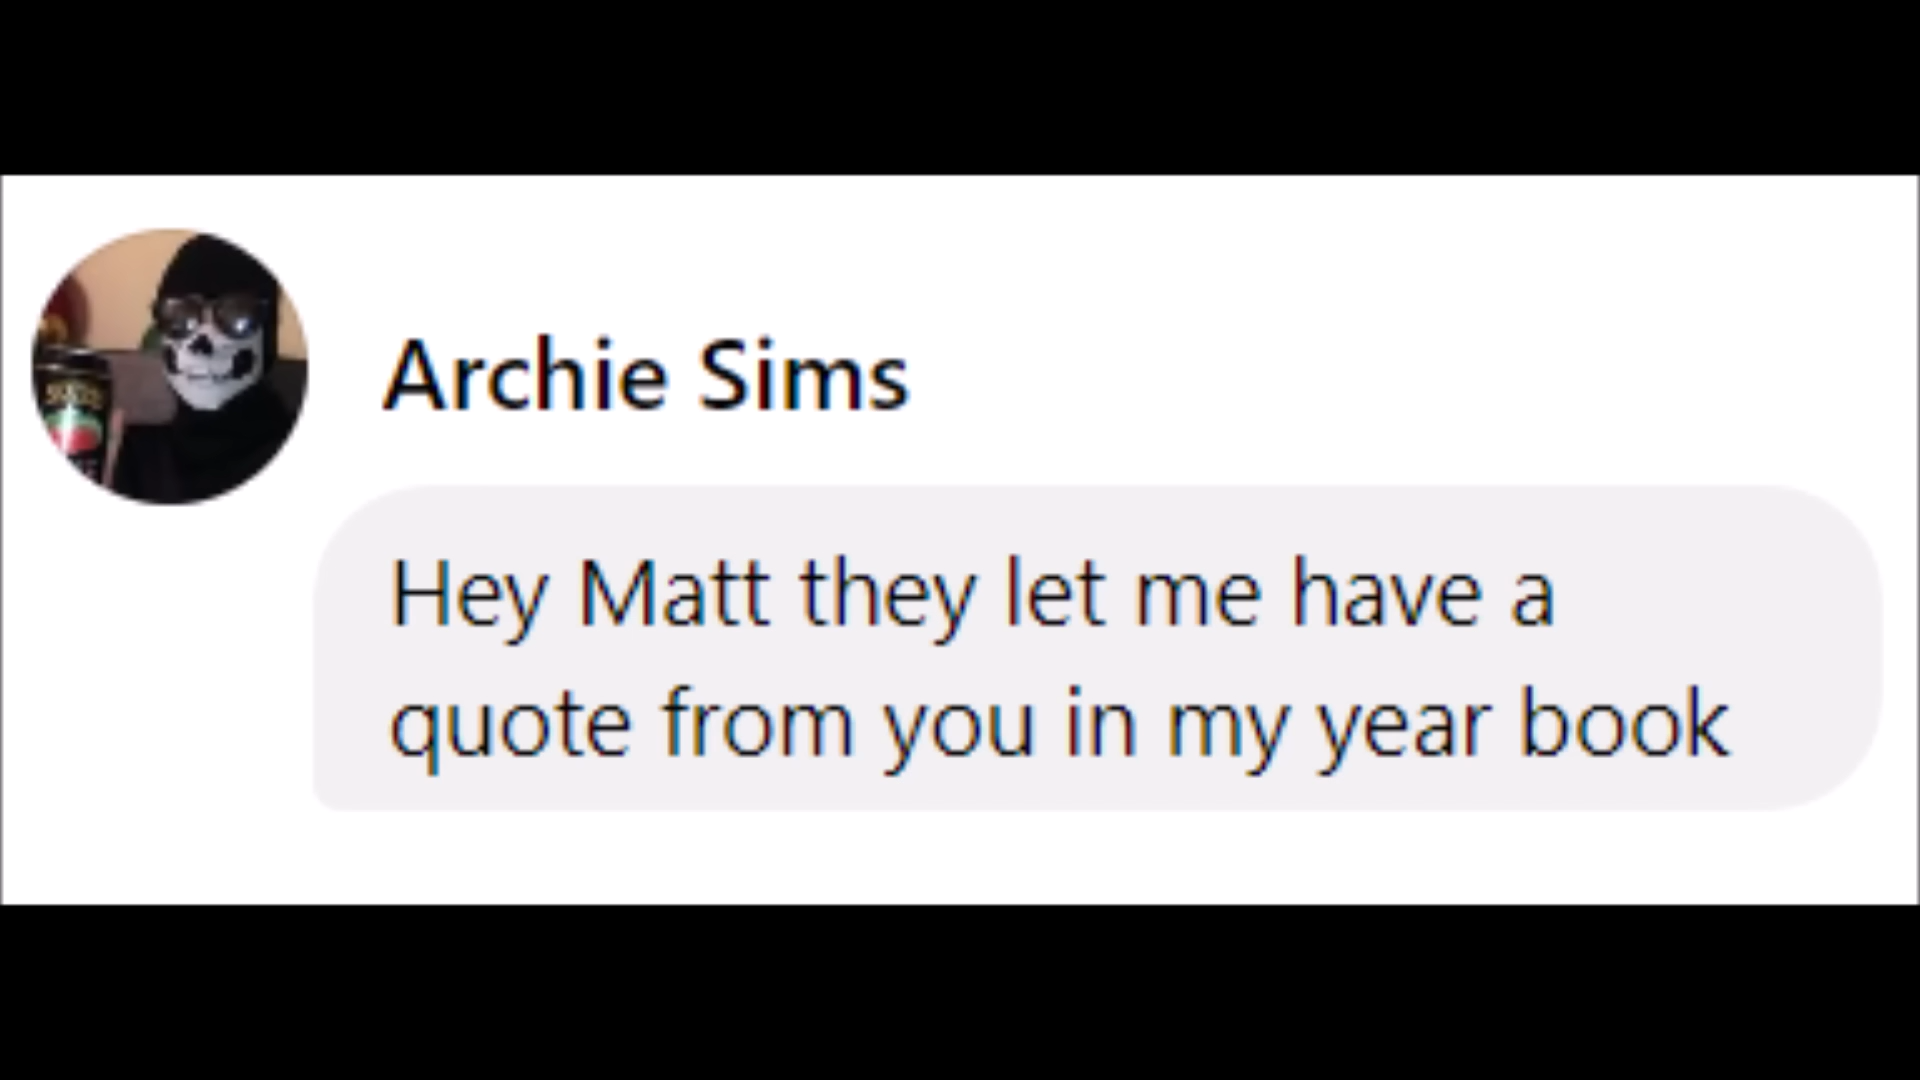 Archie Sims
Hey Matt they let me have a
quote from you in my year book